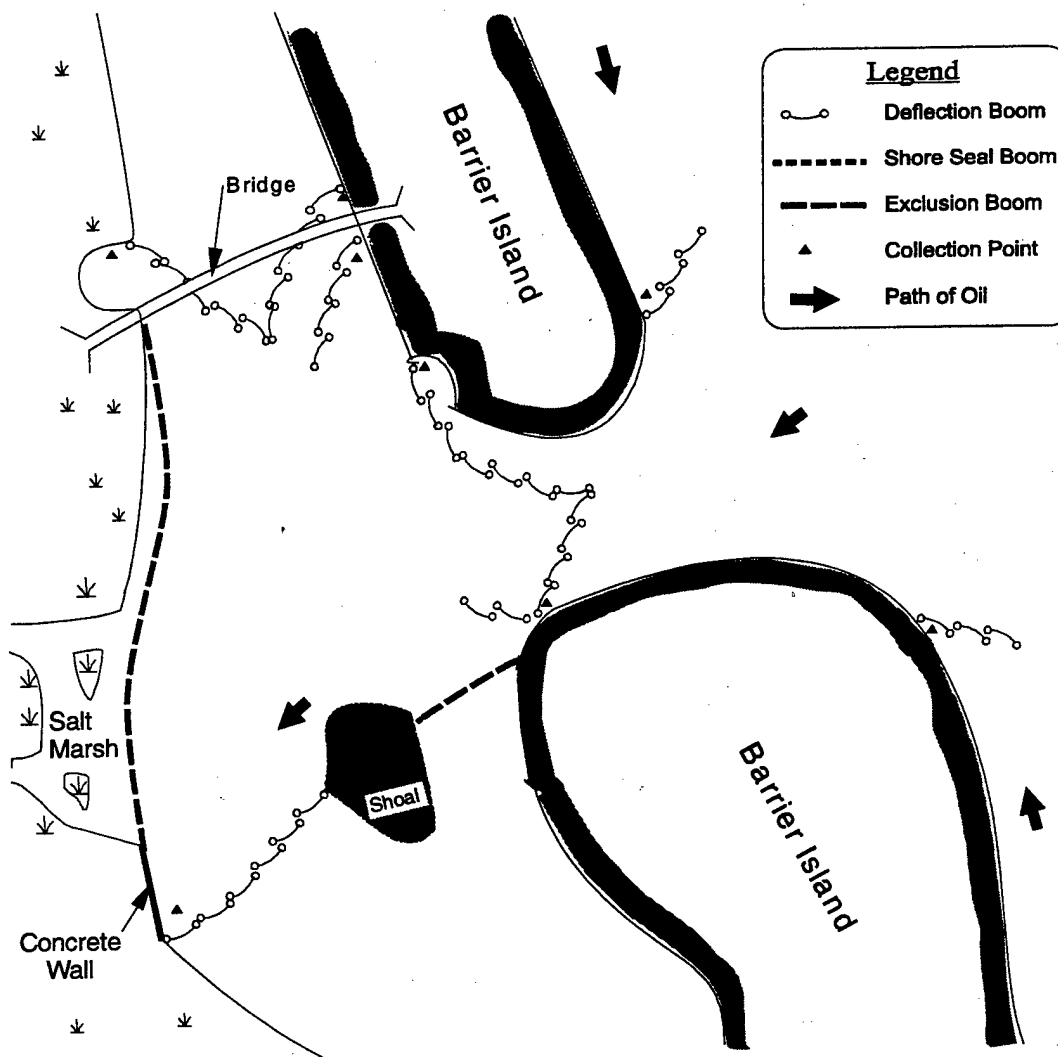 Legend
Deflection Boom
Shore Seal Boom
Exclusion Boom
Collection Point
Path of Oil
Barrier Island
Bridge
Salt
Marsh
Shoal
Barrier Island
Concrete
Wall